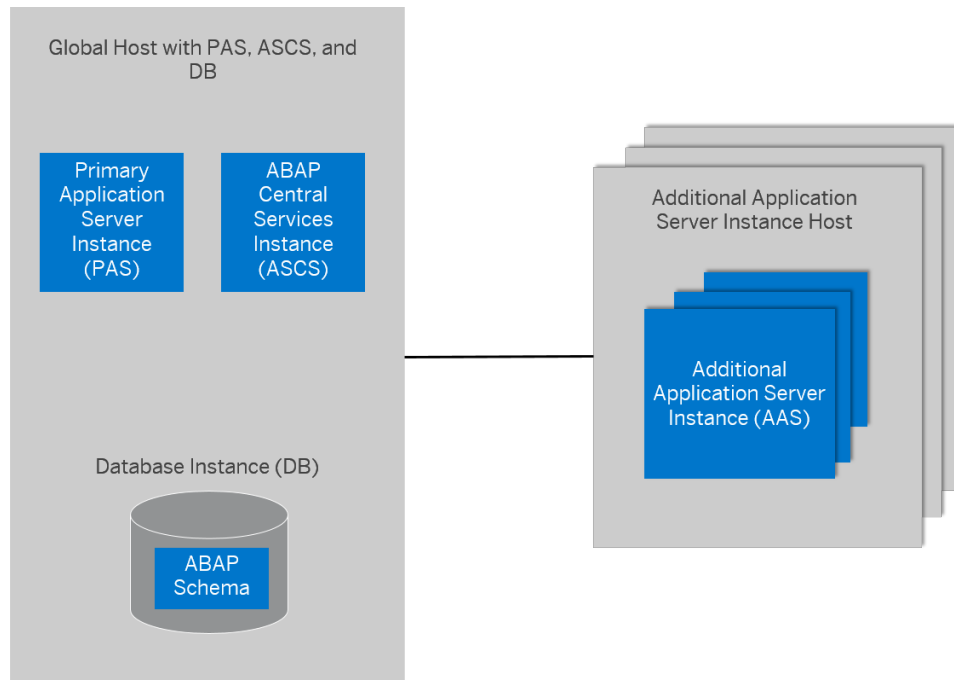 Global Host with PAS, ASCS, and
DB
Primary
Application
Server
Instance
(PAS)
ABAP
Central
Services
Instance
(ASCS)
Database Instance (DB)
ABAP
Schema
Additional Application
Server Instance Host
Additional
Application Server
Instance (AAS)